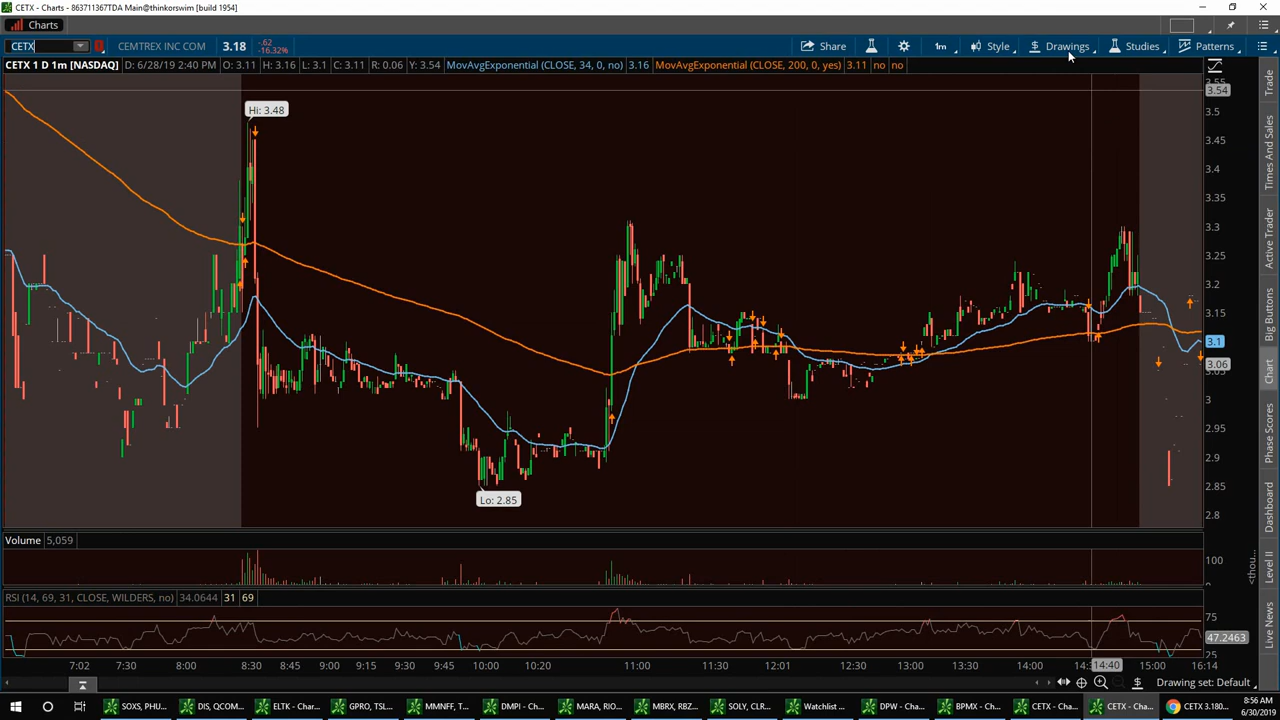 CETX - Charts - 863711367TDA Main@thinkorswim [build 1954]
Charts
CETX CEMTREX INC COM 3.18 -.62 -16.32% Share 1m Style Drawings Studies Patterns
CETX 1 D 1m [NASDAQ] D: 6/28/19 2:40 PM O: 3.11 H: 3.16 L: 3.1 C: 3.11 R: 0.06 Y: 3.54 MovAvgExponential (CLOSE, 34, 0, no) 3.16 MovAvgExponential (CLOSE, 200, 0, yes) 3.11 no no
3.55
3.54
3.5
3.45
3.4
3.35
3.3
3.25
3.2
3.15
3.1
3.06
3.05
3
2.95
2.9
2.85
2.8
Hi: 3.48
Lo: 2.85
Volume 5,059
100
0
<thou...
RSI (14, 69, 31, CLOSE, WILDERS, no) 34.0644 31 69
75
47.2463
25
7:02 7:30 8:00 8:30 8:45 9:00 9:15 9:30 9:45 10:00 10:20 11:00 11:30 12:01 12:30 13:00 13:30 14:00 14:3 14:40 15:00 16:14
Drawing set: Default
Trade
Times And Sales
Active Trader
Big Buttons
Chart
Phase Scores
Dashboard
Level II
Live News
SOXS, PHU... DIS, QCOM... ELTK - Char... GPRO, TSL... MMNFF, T... DMPI - Cha... MARA, RIO... MBRX, RBZ... SOLY, CLR... Watchlist ... DPW - Cha... BPMX - Ch... CETX - Cha... CETX - Cha... CETX 3.180...
8:56 AM
6/30/2019